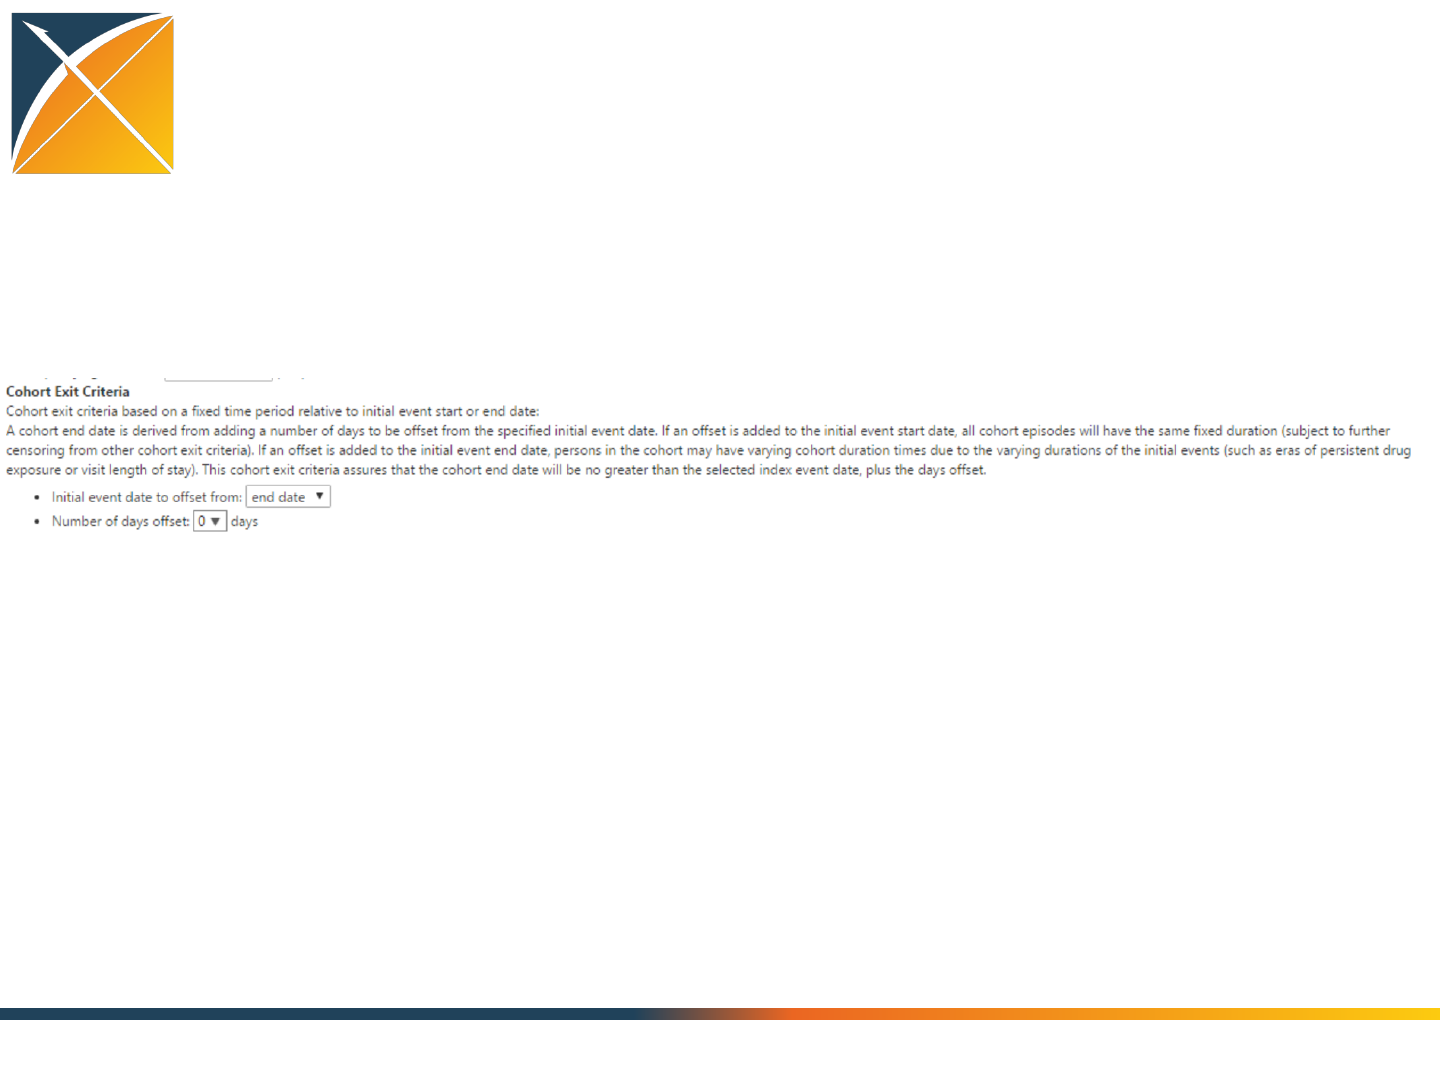 Cohort Exit Criteria
Cohort exit criteria based on a fixed time period relative to initial event start or end date:
A cohort end date is derived from adding a number of days to be offset from the specified initial event date. If an offset is added to the initial event start date, all cohort episodes will have the same fixed duration (subject to further
censoring from other cohort exit criteria). If an offset is added to the initial event end date, persons in the cohort may have varying cohort duration times due to the varying durations of the initial events (such as eras of persistent drug
exposure or visit length of stay). This cohort exit criteria assures that the cohort end date will be no greater than the selected index event date, plus the days offset.
• Initial event date to offset from: end date ▼
• Number of days offset: 0 ▼ days